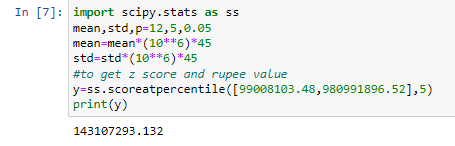 In [7]: import scipy.stats as ss
mean,std,p=12,5,0.05
mean=mean*(10**6)*45
std=std*(10**6)*45
#to get z score and rupee value
y=ss.scoreatpercentile([99008103.48,980991896.52],5)
print(y)
143107293.132